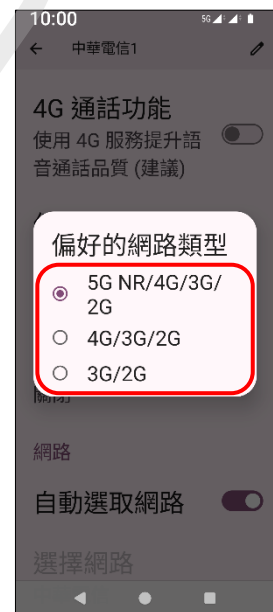 10:00 5G
中華電信1
4G 通話功能
使用 4G 服務提升語
音通話品質 (建議)
偏好的網路類型
5G NR/4G/3G/
2G
4G/3G/2G
3G/2G
網路
自動選取網路
選擇網路